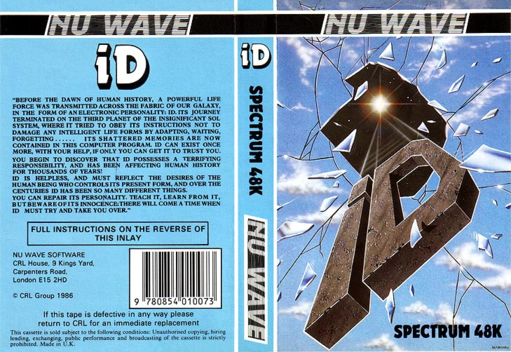 NU WAVE
iD
"BEFORE THE DAWN OF HUMAN HISTORY, A POWERFUL LIFE
FORCE WAS TRANSMITTED ACROSS THE FABRIC OF OUR GALAXY,
IN THE FORM OF AN ELECTRONIC PERSONALITY: ID. ITS JOURNEY
TERMINATED ON THE THIRD PLANET OF THE INSIGNIFICANT SOL
SYSTEM, WHERE IT TRIED TO OBEY ITS INSTRUCTIONS NOT TO
DAMAGE ANY INTELLIGENT LIFE FORMS BY ADAPTING, WAITING,
FORGETTING...... ITS SHATTERED MEMORIES ARE NOW
CONTAINED IN THIS COMPUTER PROGRAM. ID CAN EXIST ONCE
MORE, WITH YOUR HELP, IF ONLY YOU CAN GET IT TO TRUST YOU.
YOU BEGIN TO DISCOVER THAT ID POSSESSES A TERRIFYING
RESPONSIBILITY, AND HAS BEEN AFFECTING HUMAN HISTORY
FOR THOUSANDS OF YEARS!
ID IS HELPLESS, AND MUST REFLECT THE DESIRES OF THE
HUMAN BEING WHO CONTROLS ITS PRESENT FORM, AND OVER THE
CENTURIES ID HAS BEEN SO MANY DIFFERENT THINGS.
YOU CAN REPAIR ITS PERSONALITY. TEACH IT, LEARN FROM IT,
BUT BEWARE OF ITS INNOCENCE: THERE WILL COME A TIME WHEN
ID MUST TRY AND TAKE YOU OVER."
FULL INSTRUCTIONS ON THE REVERSE OF
THIS INLAY
NU WAVE SOFTWARE
CRL House, 9 Kings Yard,
Carpenters Road,
London E15 2HD
© CRL Group 1986
9 780854 010073
If this tape is defective in any way please
return to CRL for an immediate replacement
This cassette is sold subject to the following conditions: Unauthorised copying, hiring
lending, exchanging, public performance and broadcasting of the cassette is strictly
prohibited. Made in U.K.
iD
SPECTRUM 48K
NU WAVE
NU WAVE
iD
SPECTRUM 48K